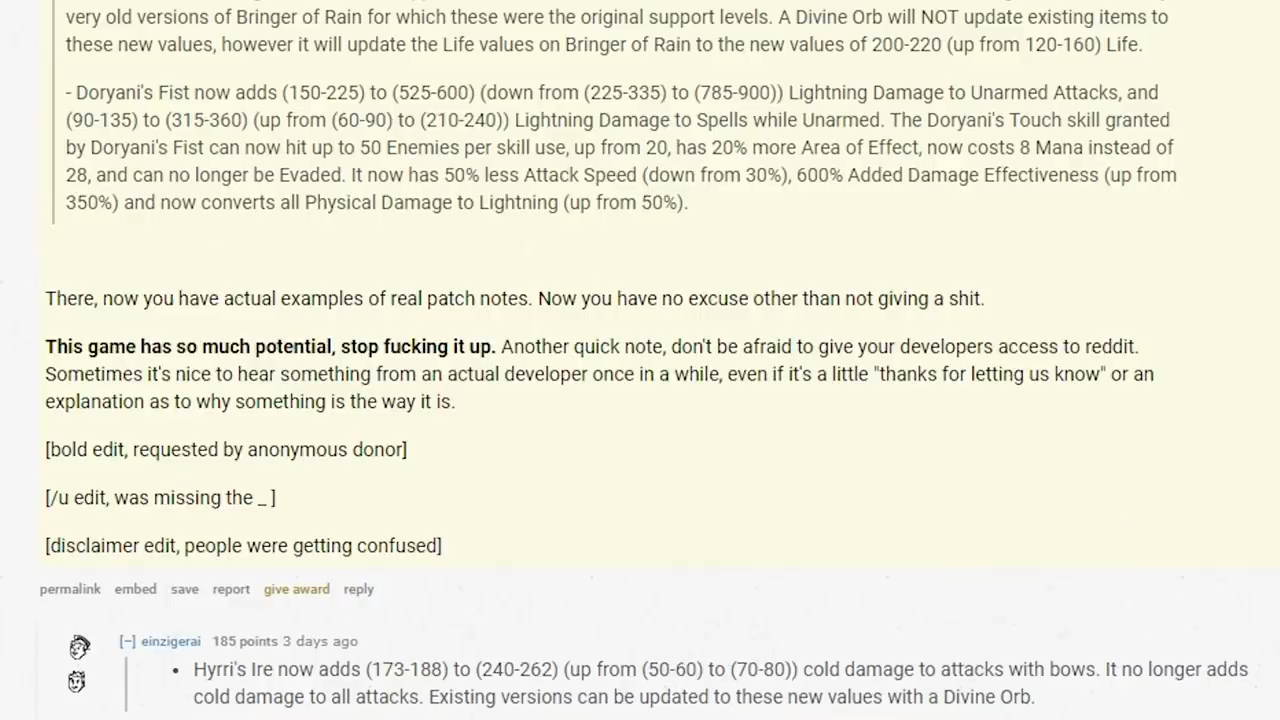 very old versions of Bringer of Rain for which these were the original support levels. A Divine Orb will NOT update existing items to
these new values, however it will update the Life values on Bringer of Rain to the new values of 200-220 (up from 120-160) Life.
- Doryani's Fist now adds (150-225) to (525-600) (down from (225-335) to (785-900)) Lightning Damage to Unarmed Attacks, and
(90-135) to (315-360) (up from (60-90) to (210-240)) Lightning Damage to Spells while Unarmed. The Doryani's Touch skill granted
by Doryani's Fist can now hit up to 50 Enemies per skill use, up from 20, has 20% more Area of Effect, now costs 8 Mana instead of
28, and can no longer be Evaded. It now has 50% less Attack Speed (down from 30%), 600% Added Damage Effectiveness (up from
350%) and now converts all Physical Damage to Lightning (up from 50%).
There, now you have actual examples of real patch notes. Now you have no excuse other than not giving a shit.
This game has so much potential, stop fucking it up. Another quick note, don't be afraid to give your developers access to reddit.
Sometimes it's nice to hear something from an actual developer once in a while, even if it's a little "thanks for letting us know" or an
explanation as to why something is the way it is.
[bold edit, requested by anonymous donor]
[/u edit, was missing the _ ]
[disclaimer edit, people were getting confused]
permalink embed save report give award reply
[–] einzigerai 185 points 3 days ago
• Hyrri's Ire now adds (173-188) to (240-262) (up from (50-60) to (70-80)) cold damage to attacks with bows. It no longer adds
cold damage to all attacks. Existing versions can be updated to these new values with a Divine Orb.